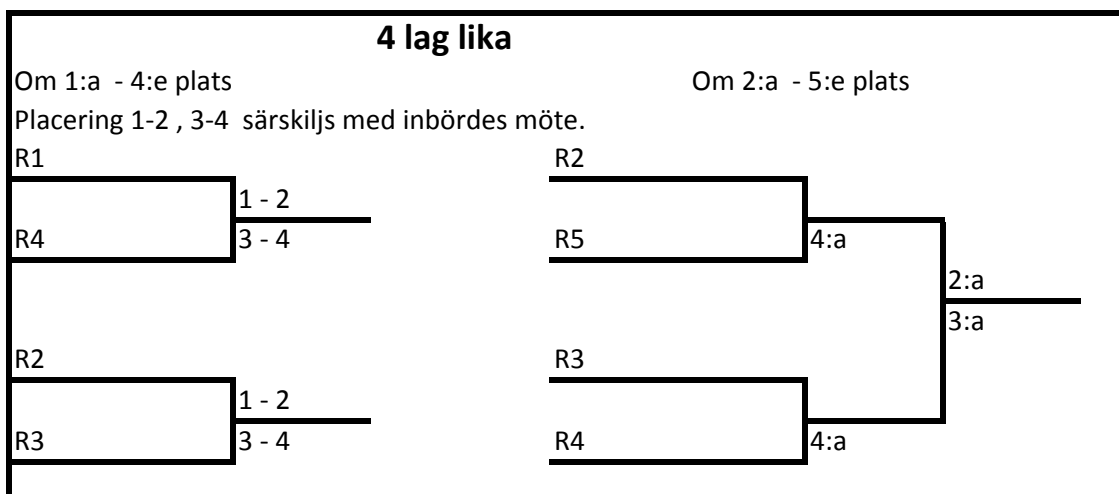 4 lag lika
Om 1:a - 4:e plats
Om 2:a - 5:e plats
Placering 1-2 , 3-4 särskiljs med inbördes möte.
R1
1 - 2
R4
3 - 4
R2
1 - 2
R3
3 - 4
R2
R5
4:a
2:a
3:a
R3
R4
4:a